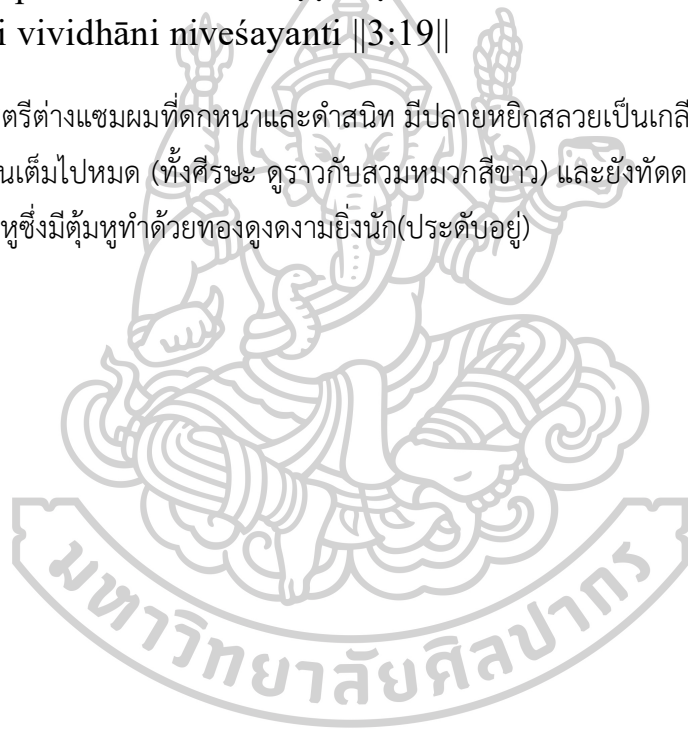 i vividhāni niveśayanti ||3:19||
ตรีต่างแซมผมที่ดกหนาและดำสนิท มีปลายหยิกสลวยเป็นเกลี
นเต็มไปหมด (ทั้งศีรษะ ดูราวกับสวมหมวกสีขาว) และยังทัดด
หูซึ่งมีตุ้มหูทำด้วยทองดูงดงามยิ่งนัก(ประดับอยู่)
มหาวิทยาลัยศิลปากร